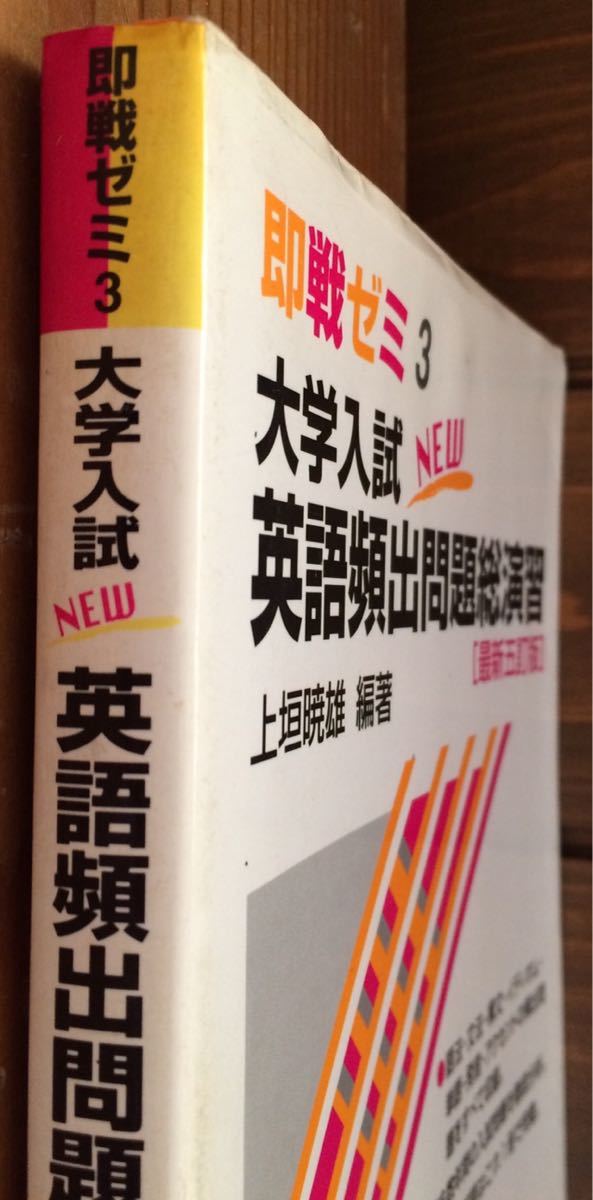 即戦ゼミ3
大学入試
NEW
英語頻出問題
即戦ゼミ3
大学入試 NEW
英語頻出問題総演習
[最新五訂版]
上垣暁雄 編著